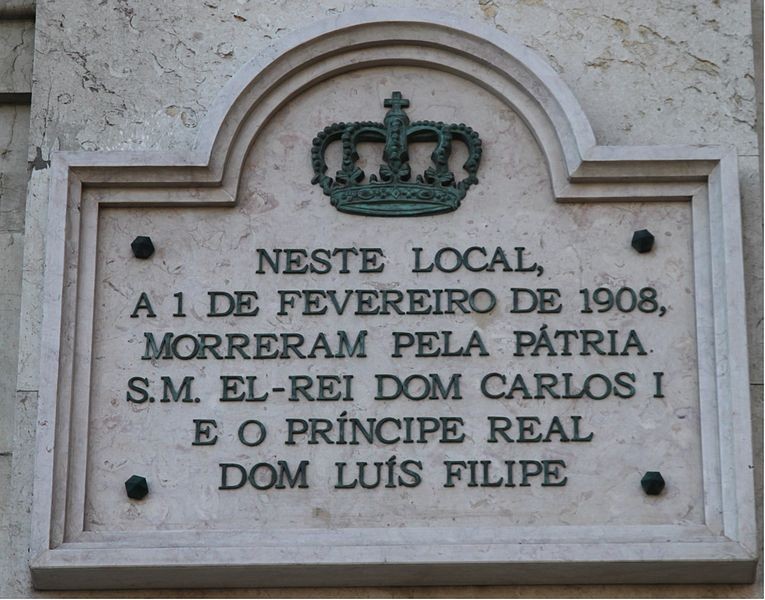 NESTE LOCAL,
A 1 DE FEVEREIRO DE 1908,
MORRERAM PELA PÁTRIA
S.M. EL-REI DOM CARLOS I
E O PRÍNCIPE REAL
DOM LUÍS FILIPE